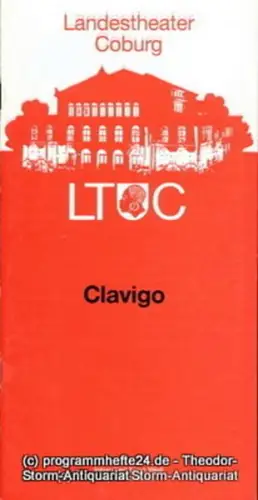 Landestheater
Coburg
LTC
Clavigo
(c) programmhefte24.de - Theodor-
Storm-Antiquariat Storm-Antiquariat